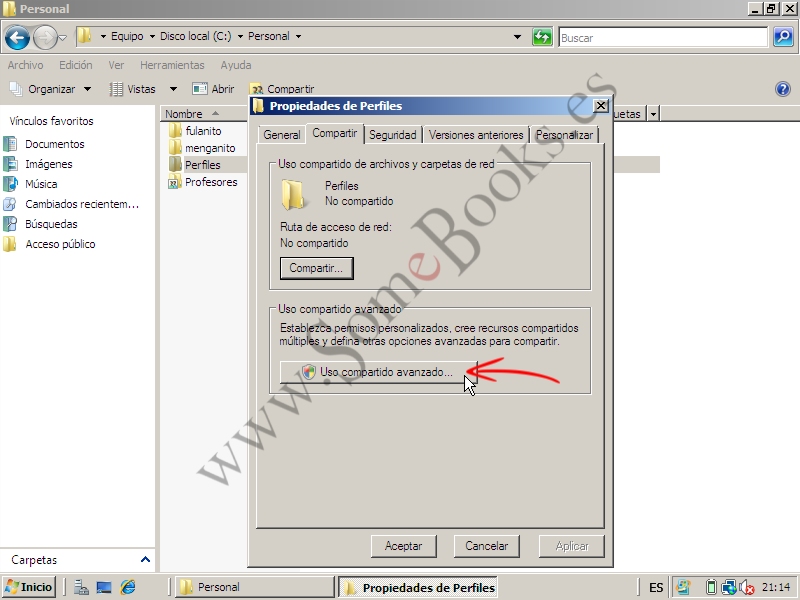 Personal
Equipo
Disco local (C:)
Personal
Buscar
Archivo
Edición
Ver
Herramientas
Ayuda
Organizar
Vistas
Abrir
Compartir
Vínculos favoritos
Documentos
Imágenes
Música
Cambiados recientem...
Búsquedas
Acceso público
Carpetas
Nombre
uetas
fulanito
menganito
Perfiles
Profesores
Propiedades de Perfiles
General
Compartir
Seguridad
Versiones anteriores
Personalizar
Uso compartido de archivos y carpetas de red
Perfiles
No compartido
Ruta de acceso de red:
No compartido
Compartir...
Uso compartido avanzado
Establezca permisos personalizados, cree recursos compartidos
múltiples y defina otras opciones avanzadas para compartir.
Uso compartido avanzado...
Aceptar
Cancelar
Aplicar
www.SomeBooks.es
Inicio
Personal
Propiedades de Perfiles
ES
21:14